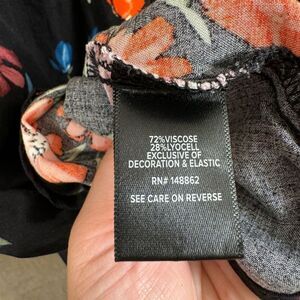 72%VISCOSE
28%LYOCELL
EXCLUSIVE OF
DECORATION & ELASTIC
RN# 148862
SEE CARE ON REVERSE